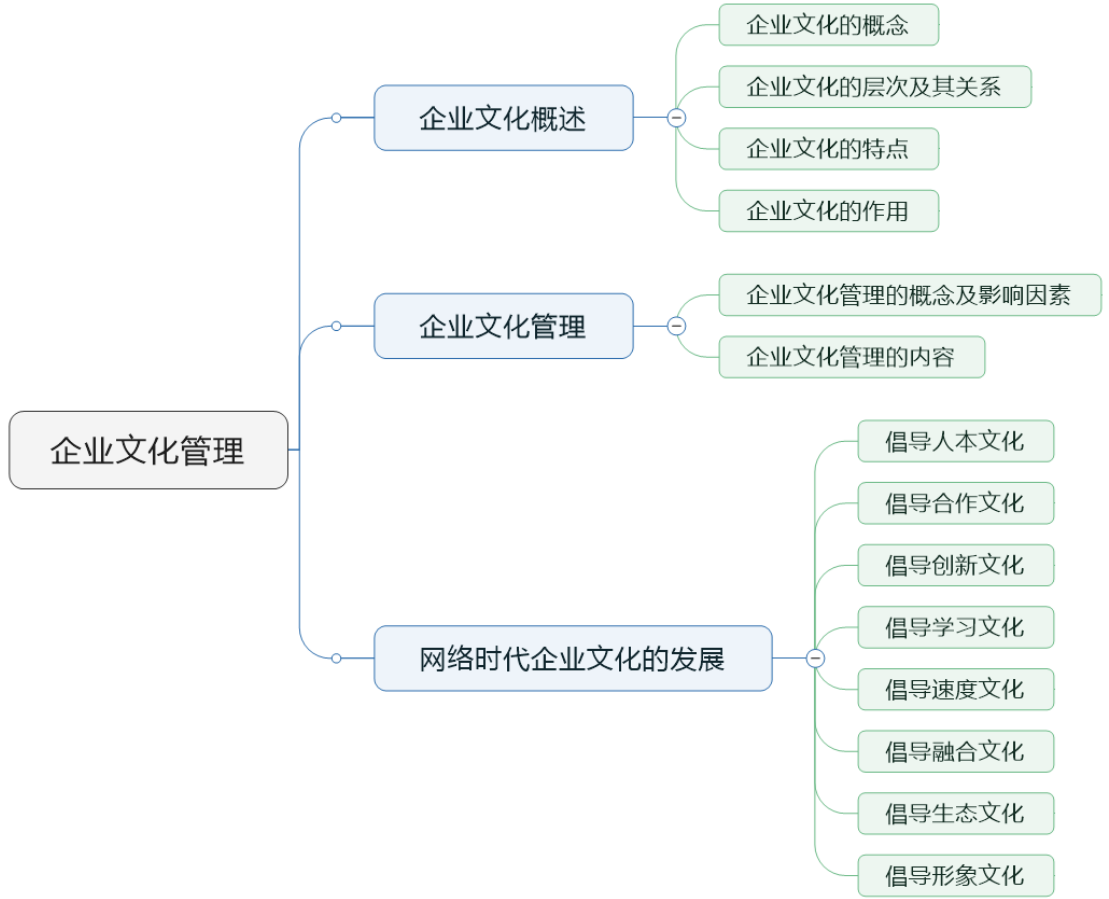 企业文化管理
企业文化概述
企业文化的概念
企业文化的层次及其关系
企业文化的特点
企业文化的作用
企业文化管理
企业文化管理的概念及影响因素
企业文化管理的内容
网络时代企业文化的发展
倡导人本文化
倡导合作文化
倡导创新文化
倡导学习文化
倡导速度文化
倡导融合文化
倡导生态文化
倡导形象文化